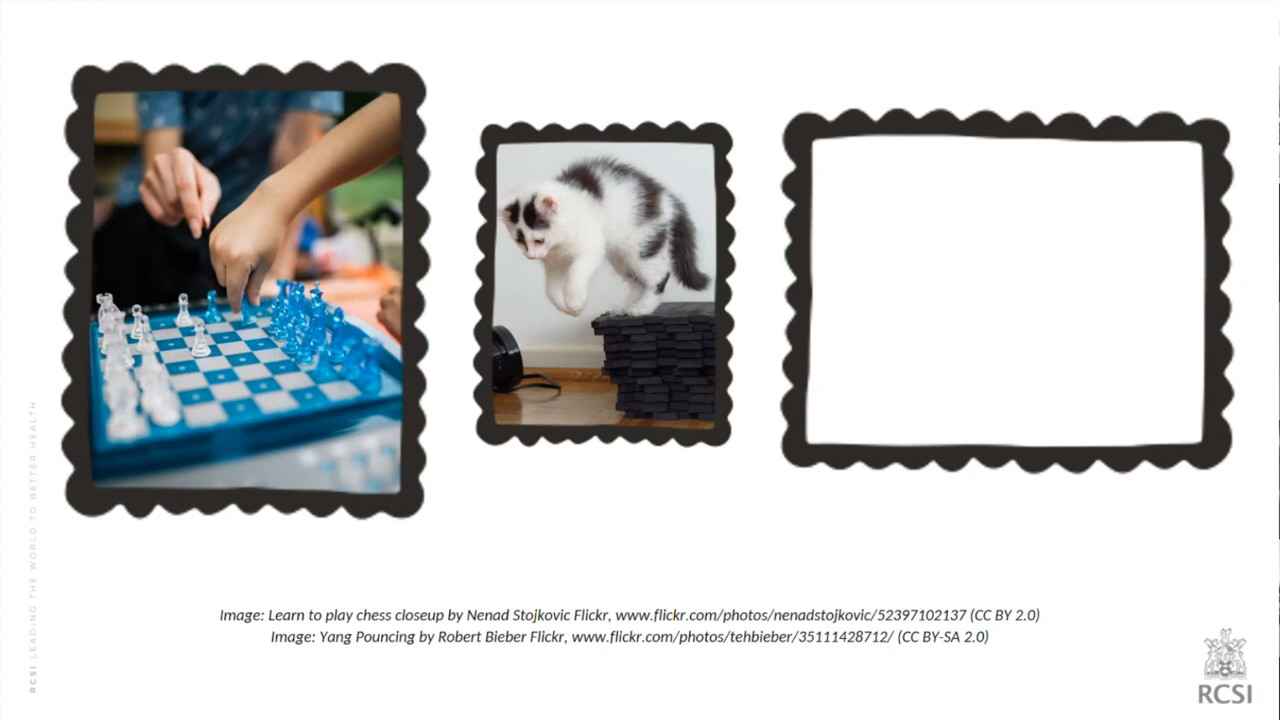 Image: Learn to play chess closeup by Nenad Stojkovic Flickr, www.flickr.com/photos/nenadstojkovic/52397102137 (CC BY 2.0)
Image: Yang Pouncing by Robert Bieber Flickr, www.flickr.com/photos/tehbieber/35111428712/ (CC BY-SA 2.0)
RCSI LEADING THE WORLD TO BETTER HEALTH
RCSI